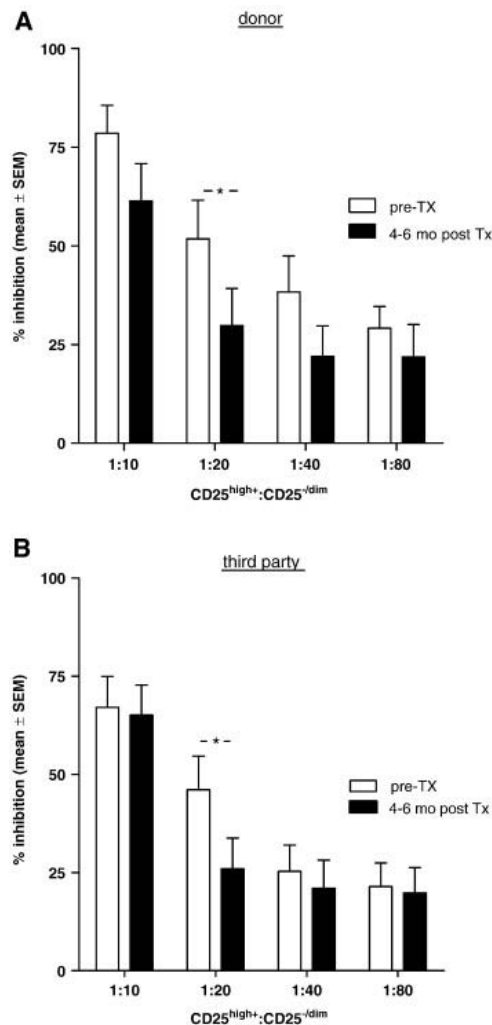 A
donor
100
75
50
25
0
% inhibition (mean ± SEM)
- * -
pre-TX
4-6 mo post Tx
1:10 1:20 1:40 1:80
CD25high+:CD25-/dim
B
third party
100
75
50
25
0
% inhibition (mean ± SEM)
- * -
pre-TX
4-6 mo post Tx
1:10 1:20 1:40 1:80
CD25high+:CD25-/dim